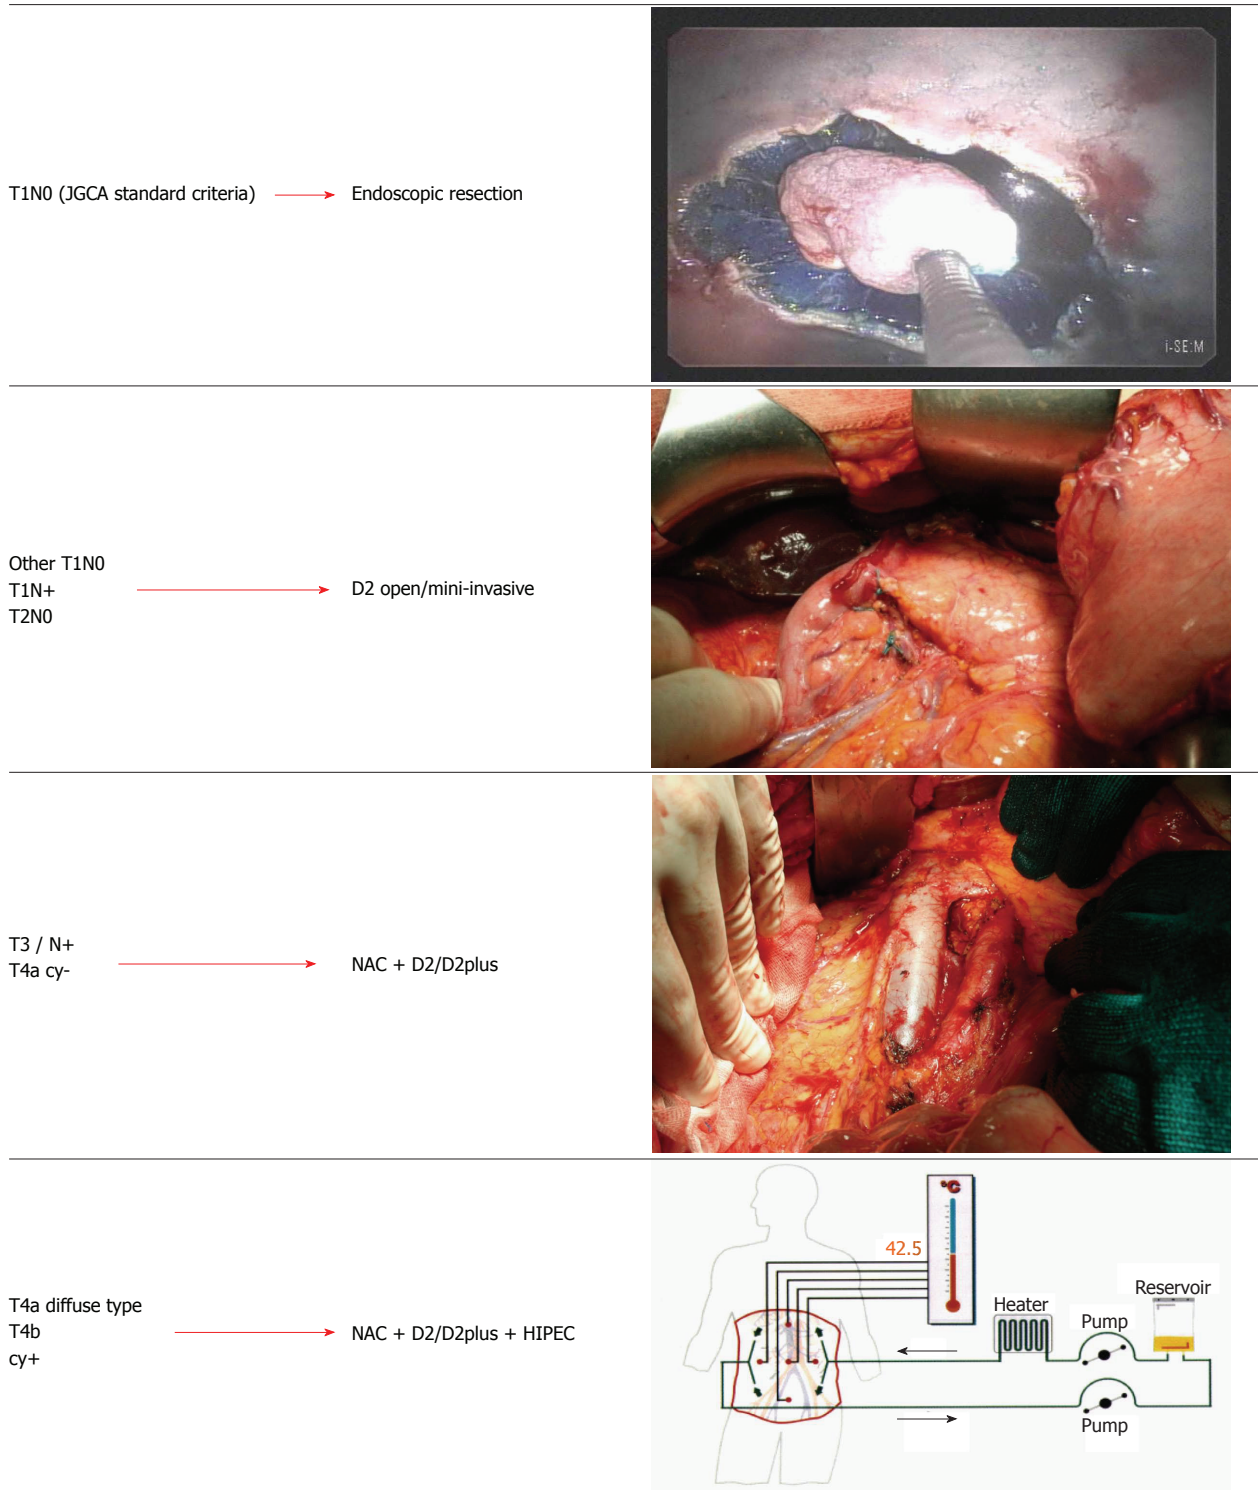 T1N0 (JGCA standard criteria) Endoscopic resection
i-SE:M
Other T1N0
T1N+
T2N0
D2 open/mini-invasive
T3 / N+
T4a cy-
NAC + D2/D2plus
T4a diffuse type
T4b
cy+
NAC + D2/D2plus + HIPEC
°C
42.5
Heater
Pump
Reservoir
Pump